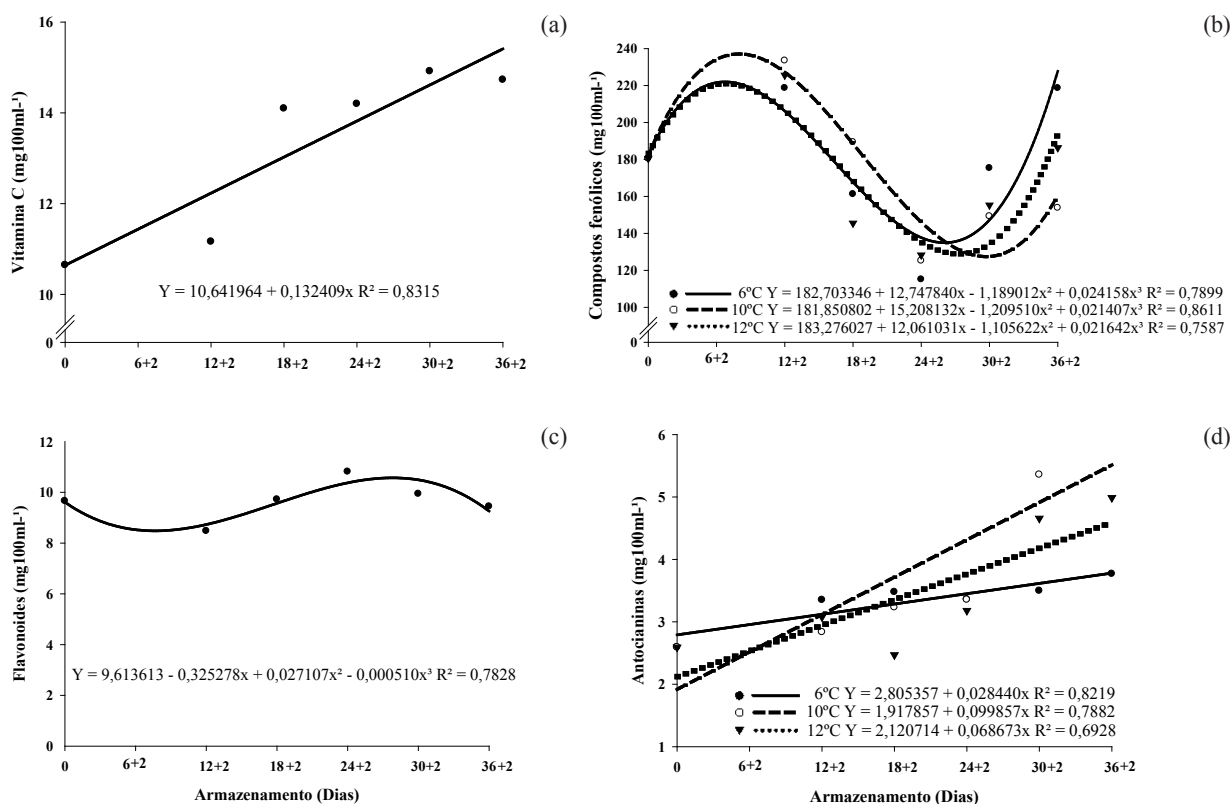 (a)
Vitamina C (mg100ml-¹)
16
14
12
10
0
Y = 10,641964 + 0,132409x R² = 0,8315
0 6+2 12+2 18+2 24+2 30+2 36+2
(b)
Compostos fenólicos (mg100ml-¹)
240
220
200
180
160
140
120
100
0
6ºC Y = 182,703346 + 12,747840x - 1,189012x² + 0,024158x³ R² = 0,7899
10ºC Y = 181,850802 + 15,208132x - 1,209510x² + 0,021407x³ R² = 0,8611
12ºC Y = 183,276027 + 12,061031x - 1,105622x² + 0,021642x³ R² = 0,7587
0 6+2 12+2 18+2 24+2 30+2 36+2
(c)
Flavonoides (mg100ml-¹)
12
10
8
6
4
2
0
Y = 9,613613 - 0,325278x + 0,027107x² - 0,000510x³ R² = 0,7828
0 6+2 12+2 18+2 24+2 30+2 36+2
Armazenamento (Dias)
(d)
Antocianinas (mg100ml-¹)
6
5
4
3
2
1
6ºC Y = 2,805357 + 0,028440x R² = 0,8219
10ºC Y = 1,917857 + 0,099857x R² = 0,7882
12ºC Y = 2,120714 + 0,068673x R² = 0,6928
0 6+2 12+2 18+2 24+2 30+2 36+2
Armazenamento (Dias)